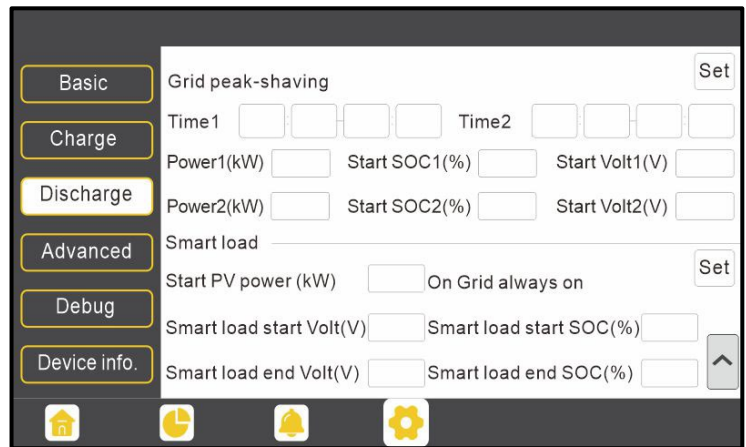 Basic
Charge
Discharge
Advanced
Debug
Device info.
Grid peak-shaving
Set
Time1 : - : Time2 : - :
Power1(kW) Start SOC1(%) Start Volt1(V)
Power2(kW) Start SOC2(%) Start Volt2(V)
Smart load
Start PV power (kW) On Grid always on
Set
Smart load start Volt(V) Smart load start SOC(%)
Smart load end Volt(V) Smart load end SOC(%)